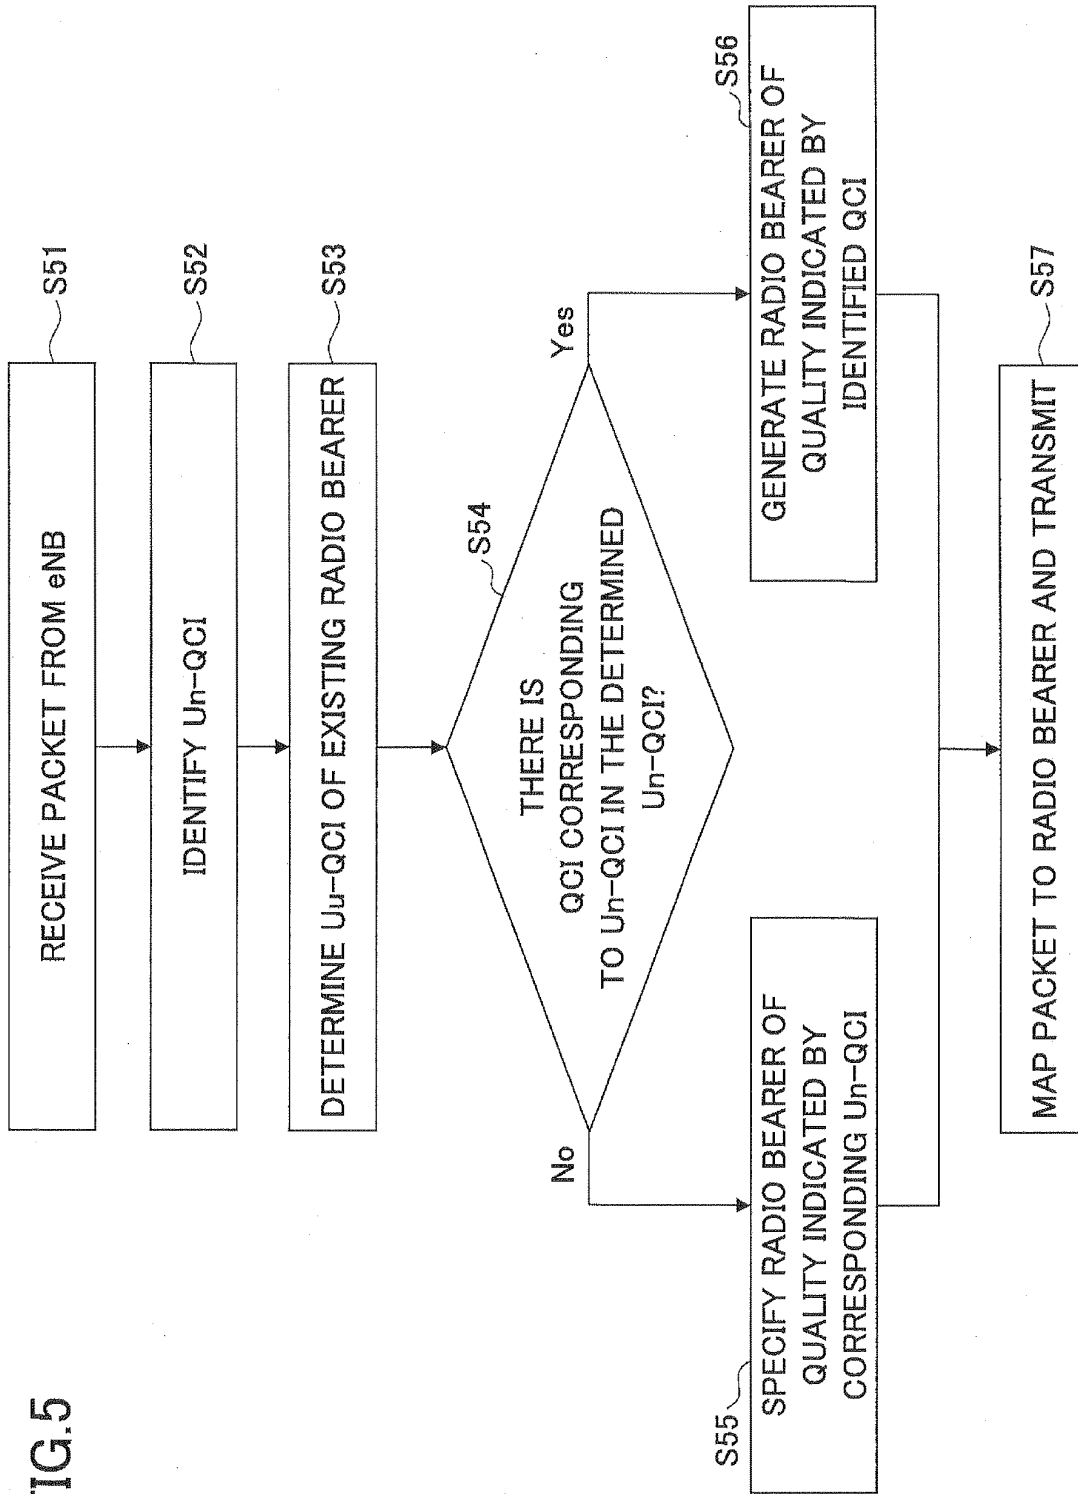 FIG.5
RECEIVE PACKET FROM eNB
S51
IDENTIFY Un-QCI
S52
DETERMINE Uu-QCI OF EXISTING RADIO BEARER
S53
THERE IS
QCI CORRESPONDING
TO Un-QCI IN THE DETERMINED
Un-QCI?
S54
No
Yes
S55
SPECIFY RADIO BEARER OF
QUALITY INDICATED BY
CORRESPONDING Un-QCI
S56
GENERATE RADIO BEARER OF
QUALITY INDICATED BY
IDENTIFIED QCI
MAP PACKET TO RADIO BEARER AND TRANSMIT
S57